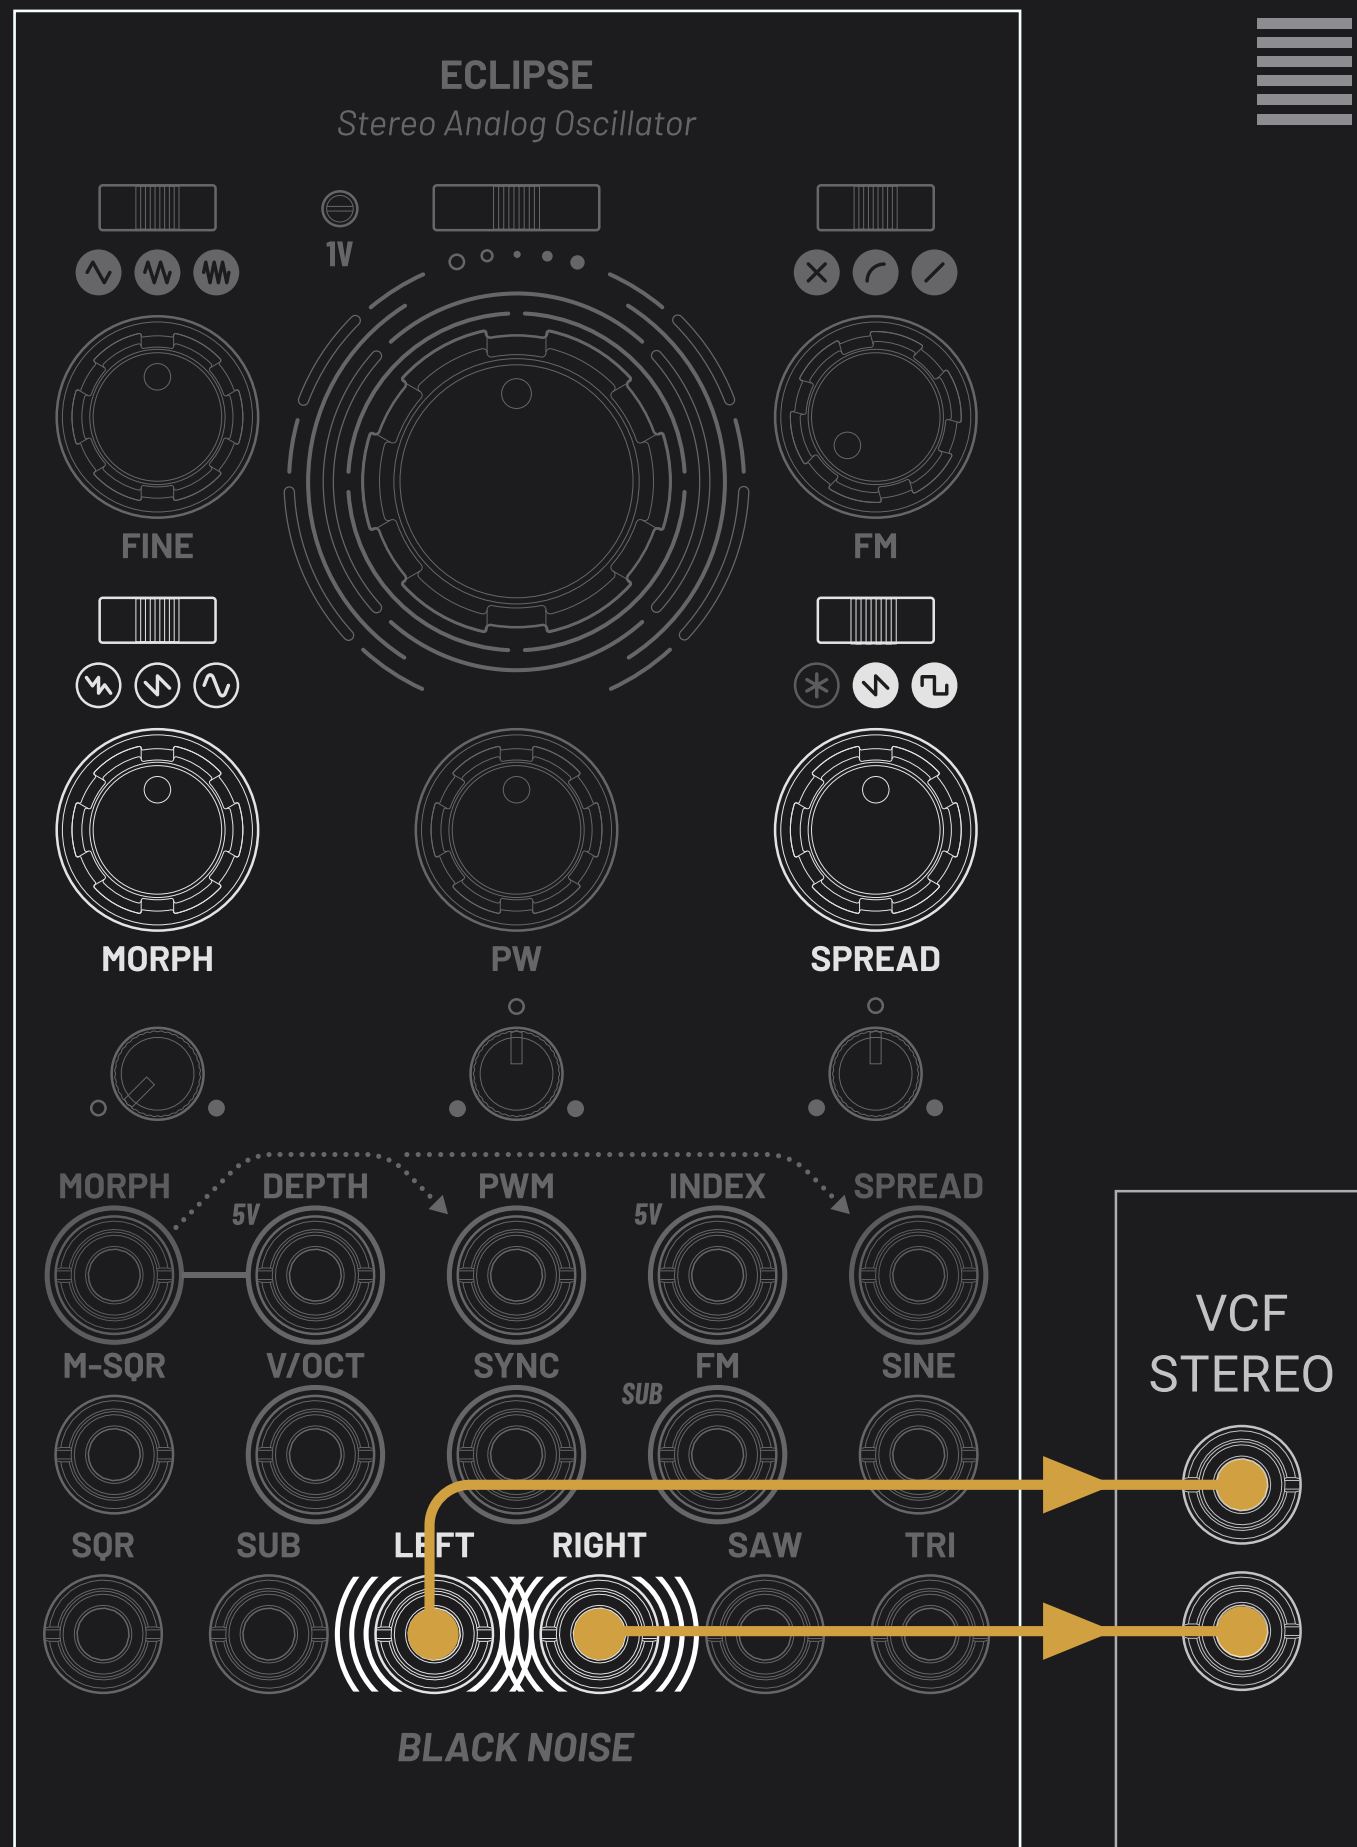 ECLIPSE
Stereo Analog Oscillator
1V
FINE
FM
MORPH
PW
SPREAD
MORPH
DEPTH
PWM
INDEX
SPREAD
5V
5V
M-SQR
V/OCT
SYNC
FM
SINE
SUB
SQR
SUB
LEFT
RIGHT
SAW
TRI
BLACK NOISE
VCF
STEREO